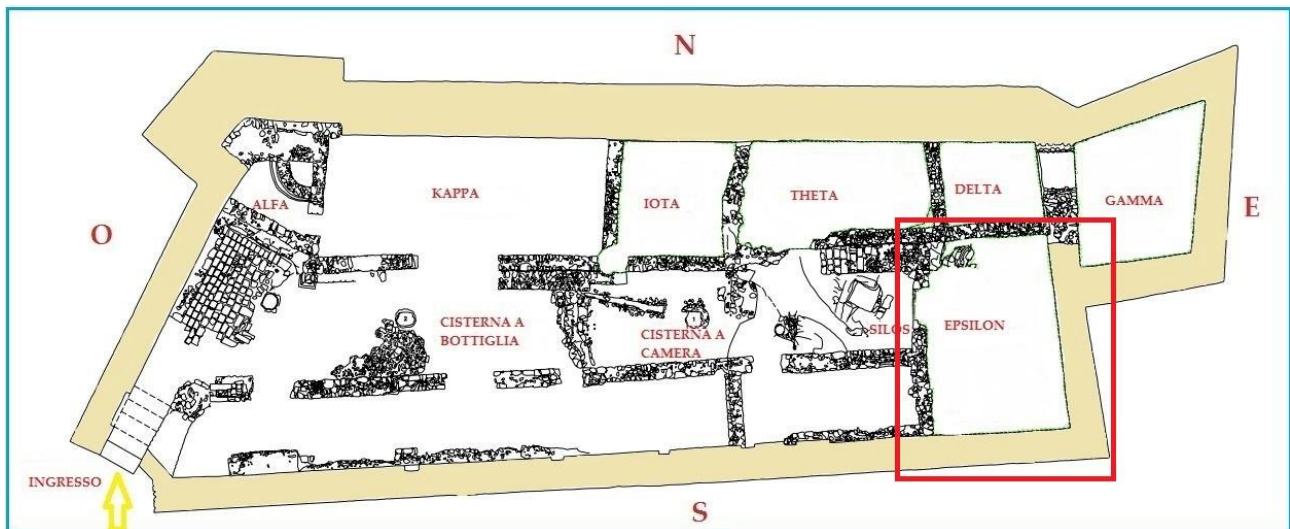 N
O
E
S
ALFA
KAPPA
IOTA
THETA
DELTA
GAMMA
CISTERNA A
BOTTIGLIA
CISTERNA A
CAMERA
SILOS
EPSILON
INGRESSO